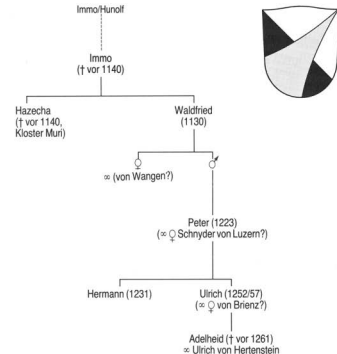 Immo/Hunolf
Immo
(† vor 1140)
Hazecha
(† vor 1140,
Kloster Muri)
Waldfried
(1130)
♀
∞ (von Wangen?)
♂
Peter (1223)
(∞ ♀ Schnyder von Luzern?)
Hermann (1231)
Ulrich (1252/57)
(∞ ♀ von Brienz?)
Adelheid († vor 1261)
∞ Ulrich von Hertenstein